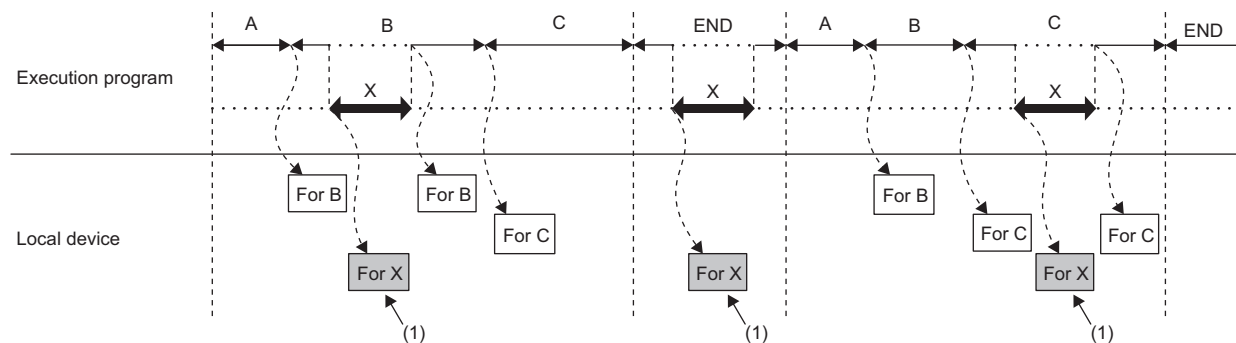 A B C END A B C END
Execution program
X X X
For B For B For B
For C For C For C
Local device
For X For X For X
(1) (1) (1)